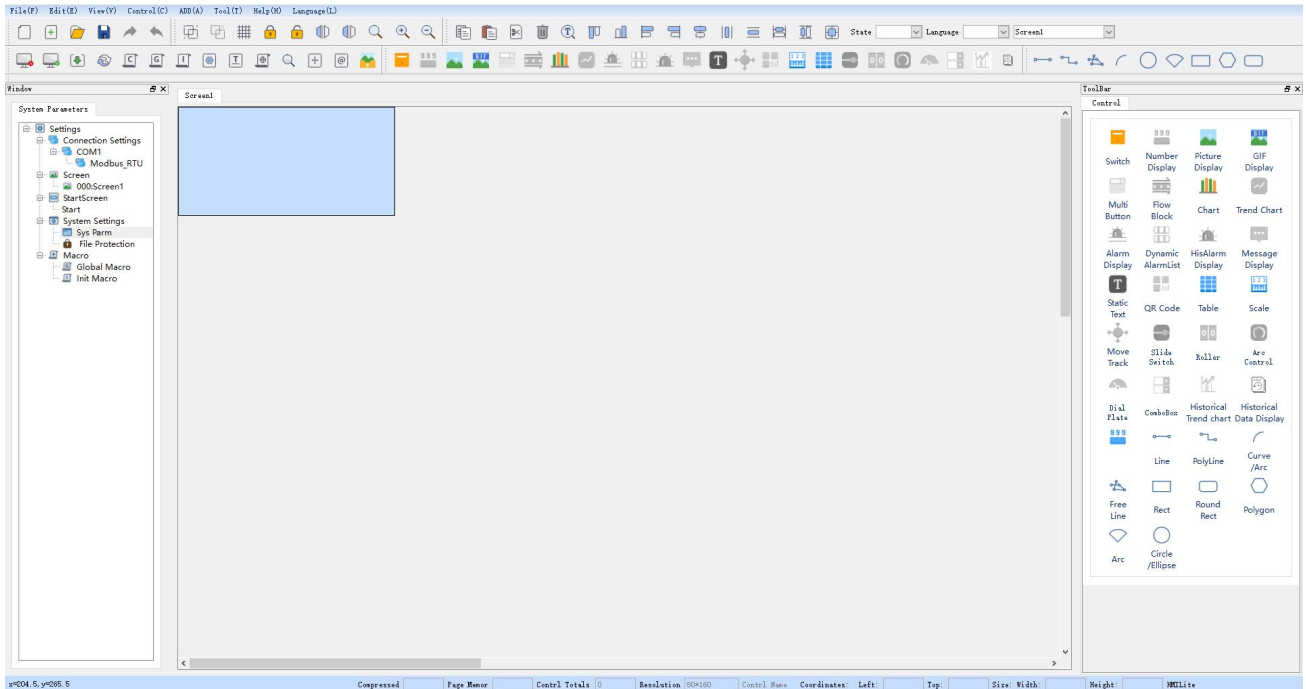 File(F) Edit(E) View(V) Control(C) ADD(A) Tool(T) Help(H) Language(L)
State Language Screen1
Window
System Parameters
Settings
Connection Settings
COM1
Modbus_RTU
Screen
000:Screen1
StartScreen
Start
System Settings
Sys Parm
File Protection
Macro
Global Macro
Init Macro
Screen1
ToolBar
Control
Switch Number Display Picture Display GIF Display
Multi Button Flow Block Chart Trend Chart
Alarm Display Dynamic AlarmList HisAlarm Display Message Display
Static Text QR Code Table Scale
Move Track Slide Switch Roller Arc Control
Dial Plate ComboBox Historical Trend chart Historical Data Display
Line PolyLine Curve /Arc
Free Line Rect Round Rect Polygon
Arc Circle /Ellipse
x=204.5, y=265.5 Compressed Page Memor Contrl Totals 0 Resolution 80*160 Contrl Name Coordinates: Left: Top: Size: Width: Height: HMILite